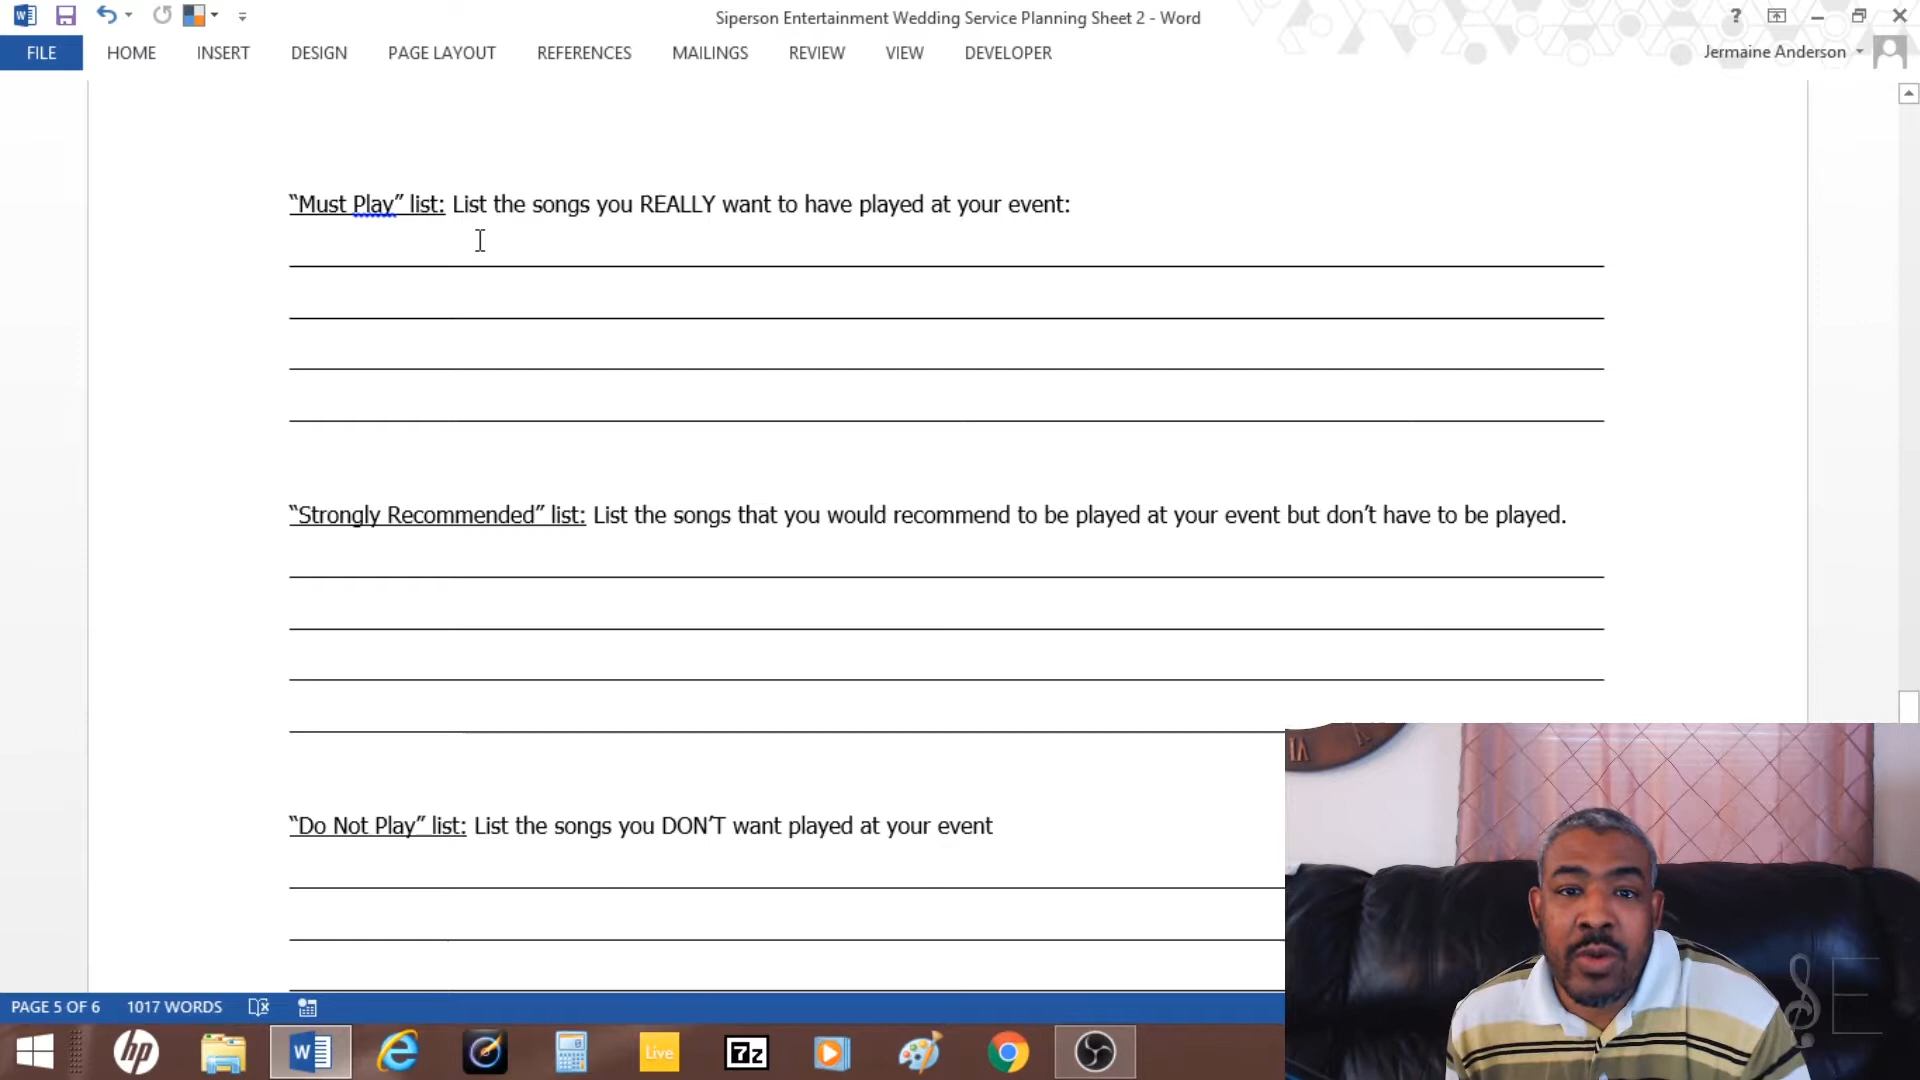 Siperson Entertainment Wedding Service Planning Sheet 2 - Word
?
FILE HOME INSERT DESIGN PAGE LAYOUT REFERENCES MAILINGS REVIEW VIEW DEVELOPER Jermaine Anderson
“Must Play” list: List the songs you REALLY want to have played at your event:
“Strongly Recommended” list: List the songs that you would recommend to be played at your event but don’t have to be played.
“Do Not Play” list: List the songs you DON’T want played at your event
PAGE 5 OF 6 1017 WORDS
hp W e Live 7z
E